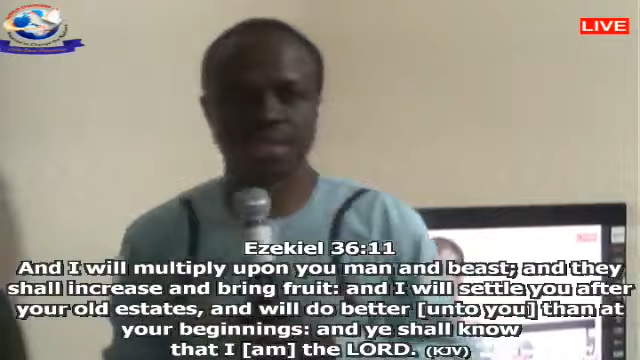 LIVE
Ezekiel 36:11
And I will multiply upon you man and beast; and they
shall increase and bring fruit: and I will settle you after
your old estates, and will do better [unto you] than at
your beginnings: and ye shall know
that I [am] the LORD. (KJV)